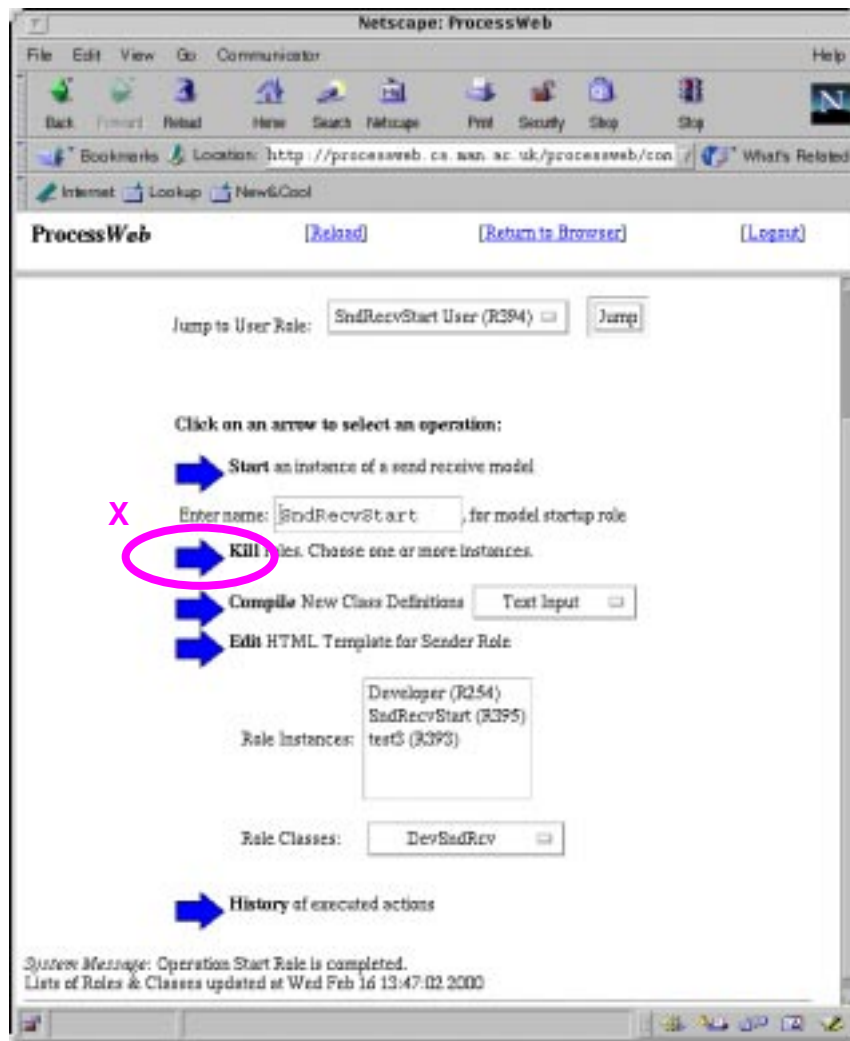 Netscape: ProcessWeb
File Edit View Go Communicator Help
Back Forward Reload Home Search Netscape Print Security Shop Stop
Bookmarks Location: http://processweb.cs.man.ac.uk/processweb/con What's Related
Internet Lookup New&Cool
ProcessWeb [Reload] [Return to Browser] [Logout]
Jump to User Role: SndRecvStart User (R394) Jump
Click on an arrow to select an operation:
Start an instance of a send receive model
X
Enter name: SndRecvStart , for model startup role
Kill roles. Choose one or more instances.
Compile New Class Definitions Text Input
Edit HTML Template for Sender Role
Developer (R254)
SndRecvStart (R395)
Role Instances: test3 (R393)
Role Classes: DevSndRcv
History of executed actions
System Message: Operation Start Role is completed.
Lists of Roles & Classes updated at Wed Feb 16 13:47:02 2000